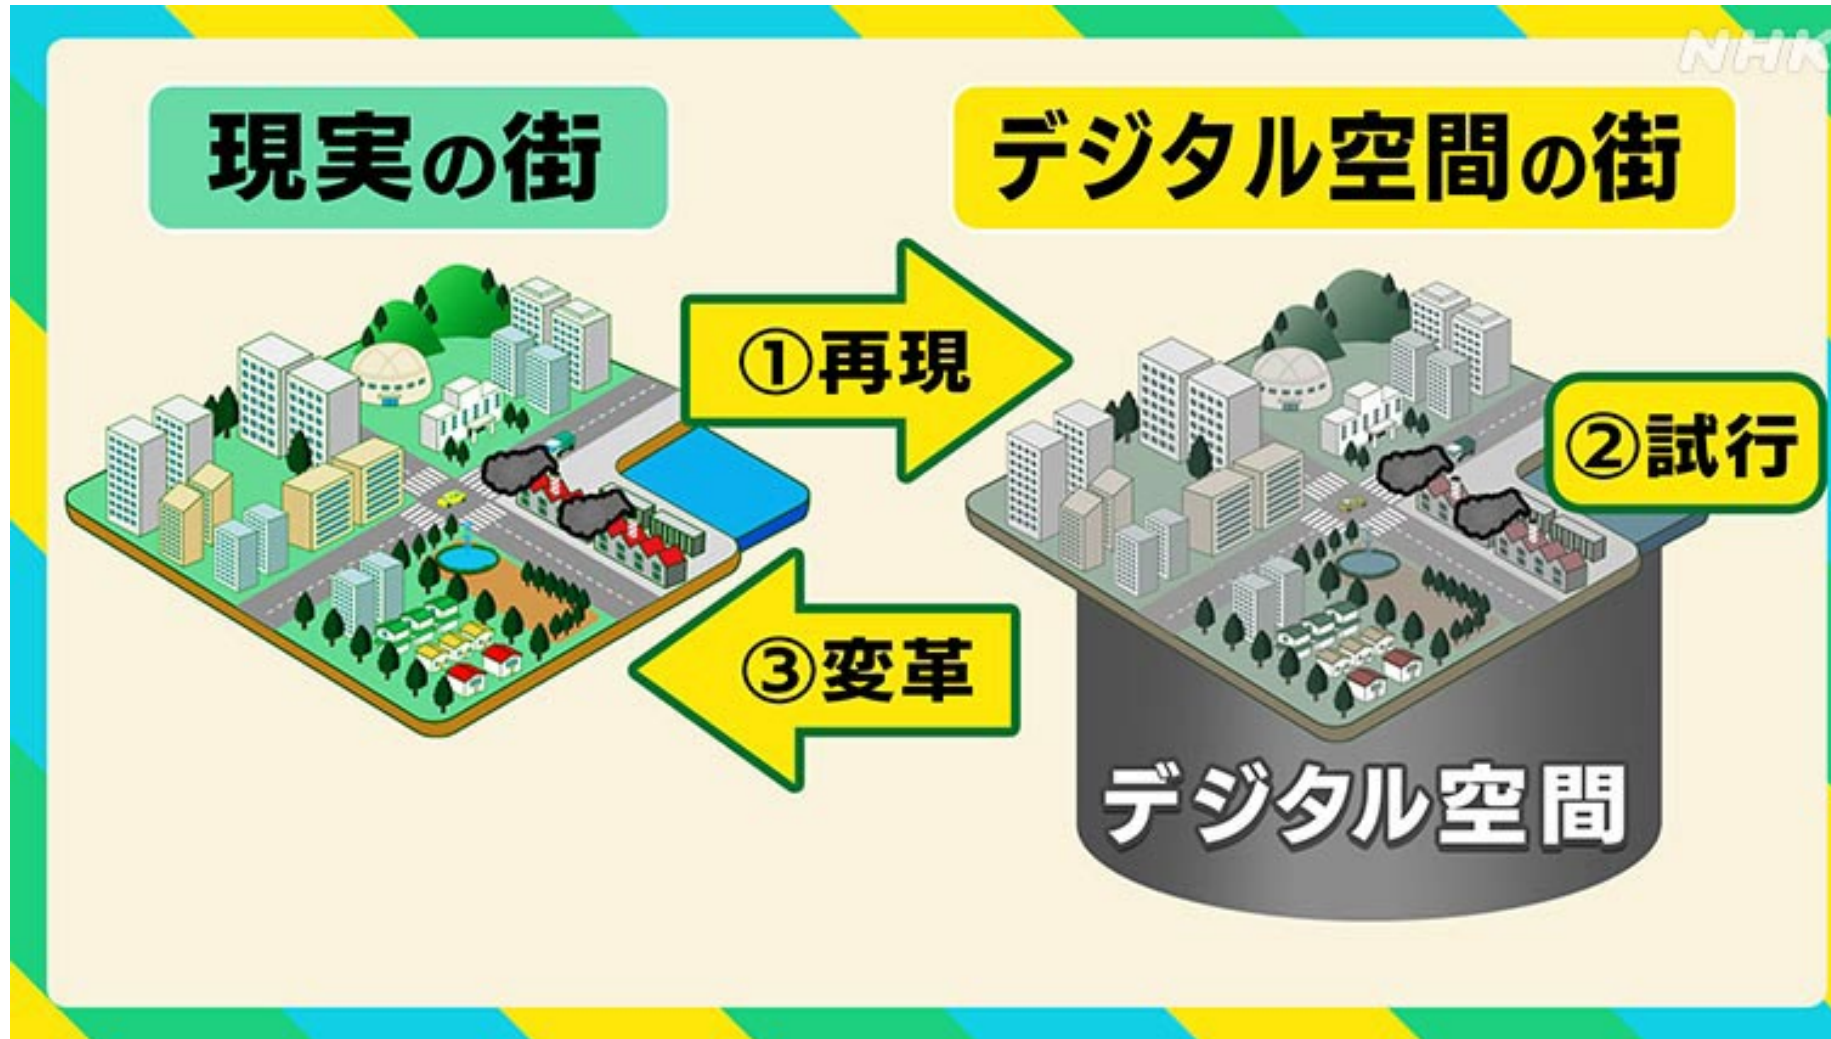 NHK
現実の街
デジタル空間の街
①再現
②試行
③変革
デジタル空間